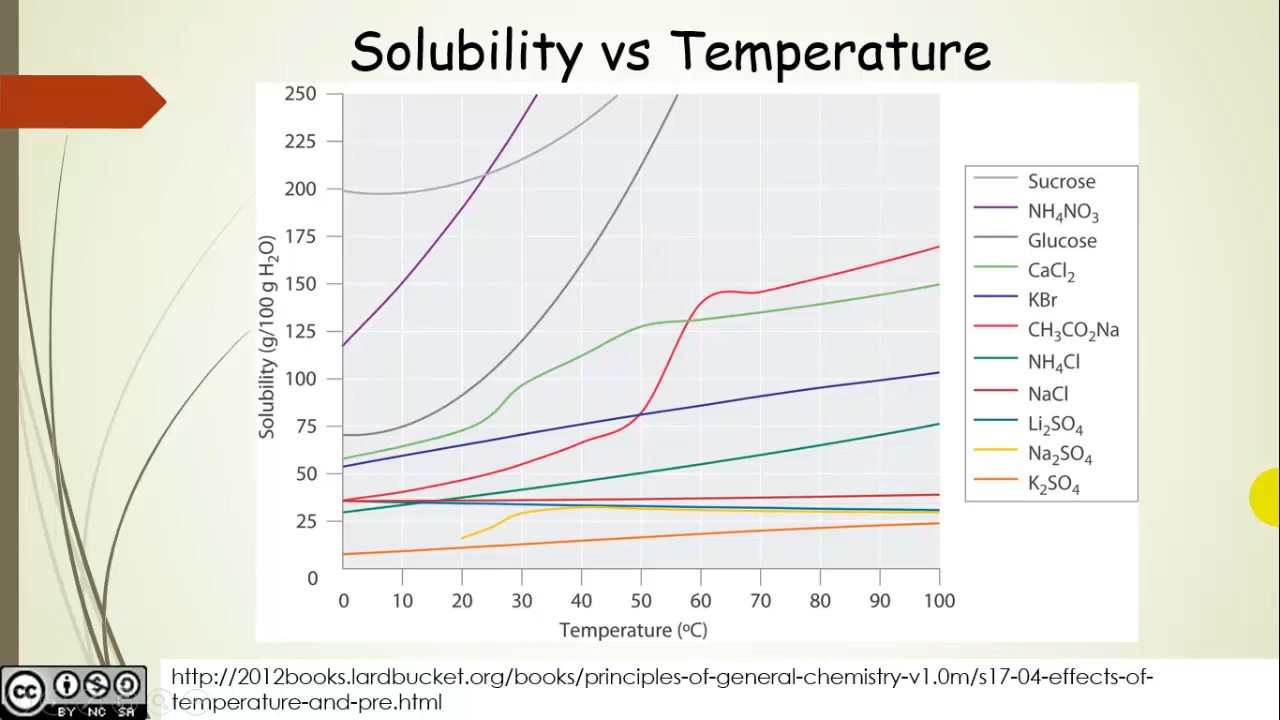 Solubility vs Temperature
250
225
200
175
150
125
100
75
50
25
0
Solubility (g/100 g H₂O)
0 10 20 30 40 50 60 70 80 90 100
Temperature (ºC)
Sucrose
NH₄NO₃
Glucose
CaCl₂
KBr
CH₃CO₂Na
NH₄Cl
NaCl
Li₂SO₄
Na₂SO₄
K₂SO₄
cc
BY NC SA
http://2012books.lardbucket.org/books/principles-of-general-chemistry-v1.0m/s17-04-effects-of-
temperature-and-pre.html